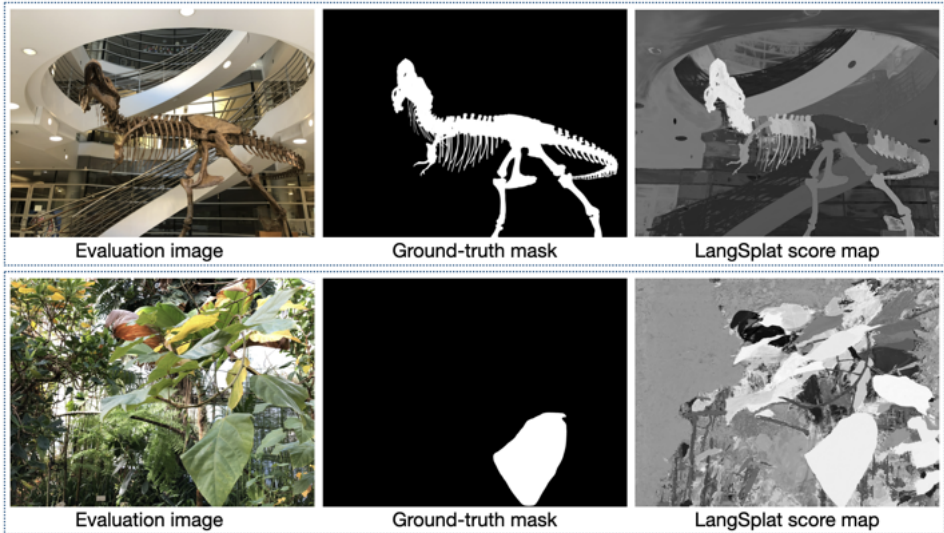 Evaluation image
Ground-truth mask
LangSplat score map
Evaluation image
Ground-truth mask
LangSplat score map